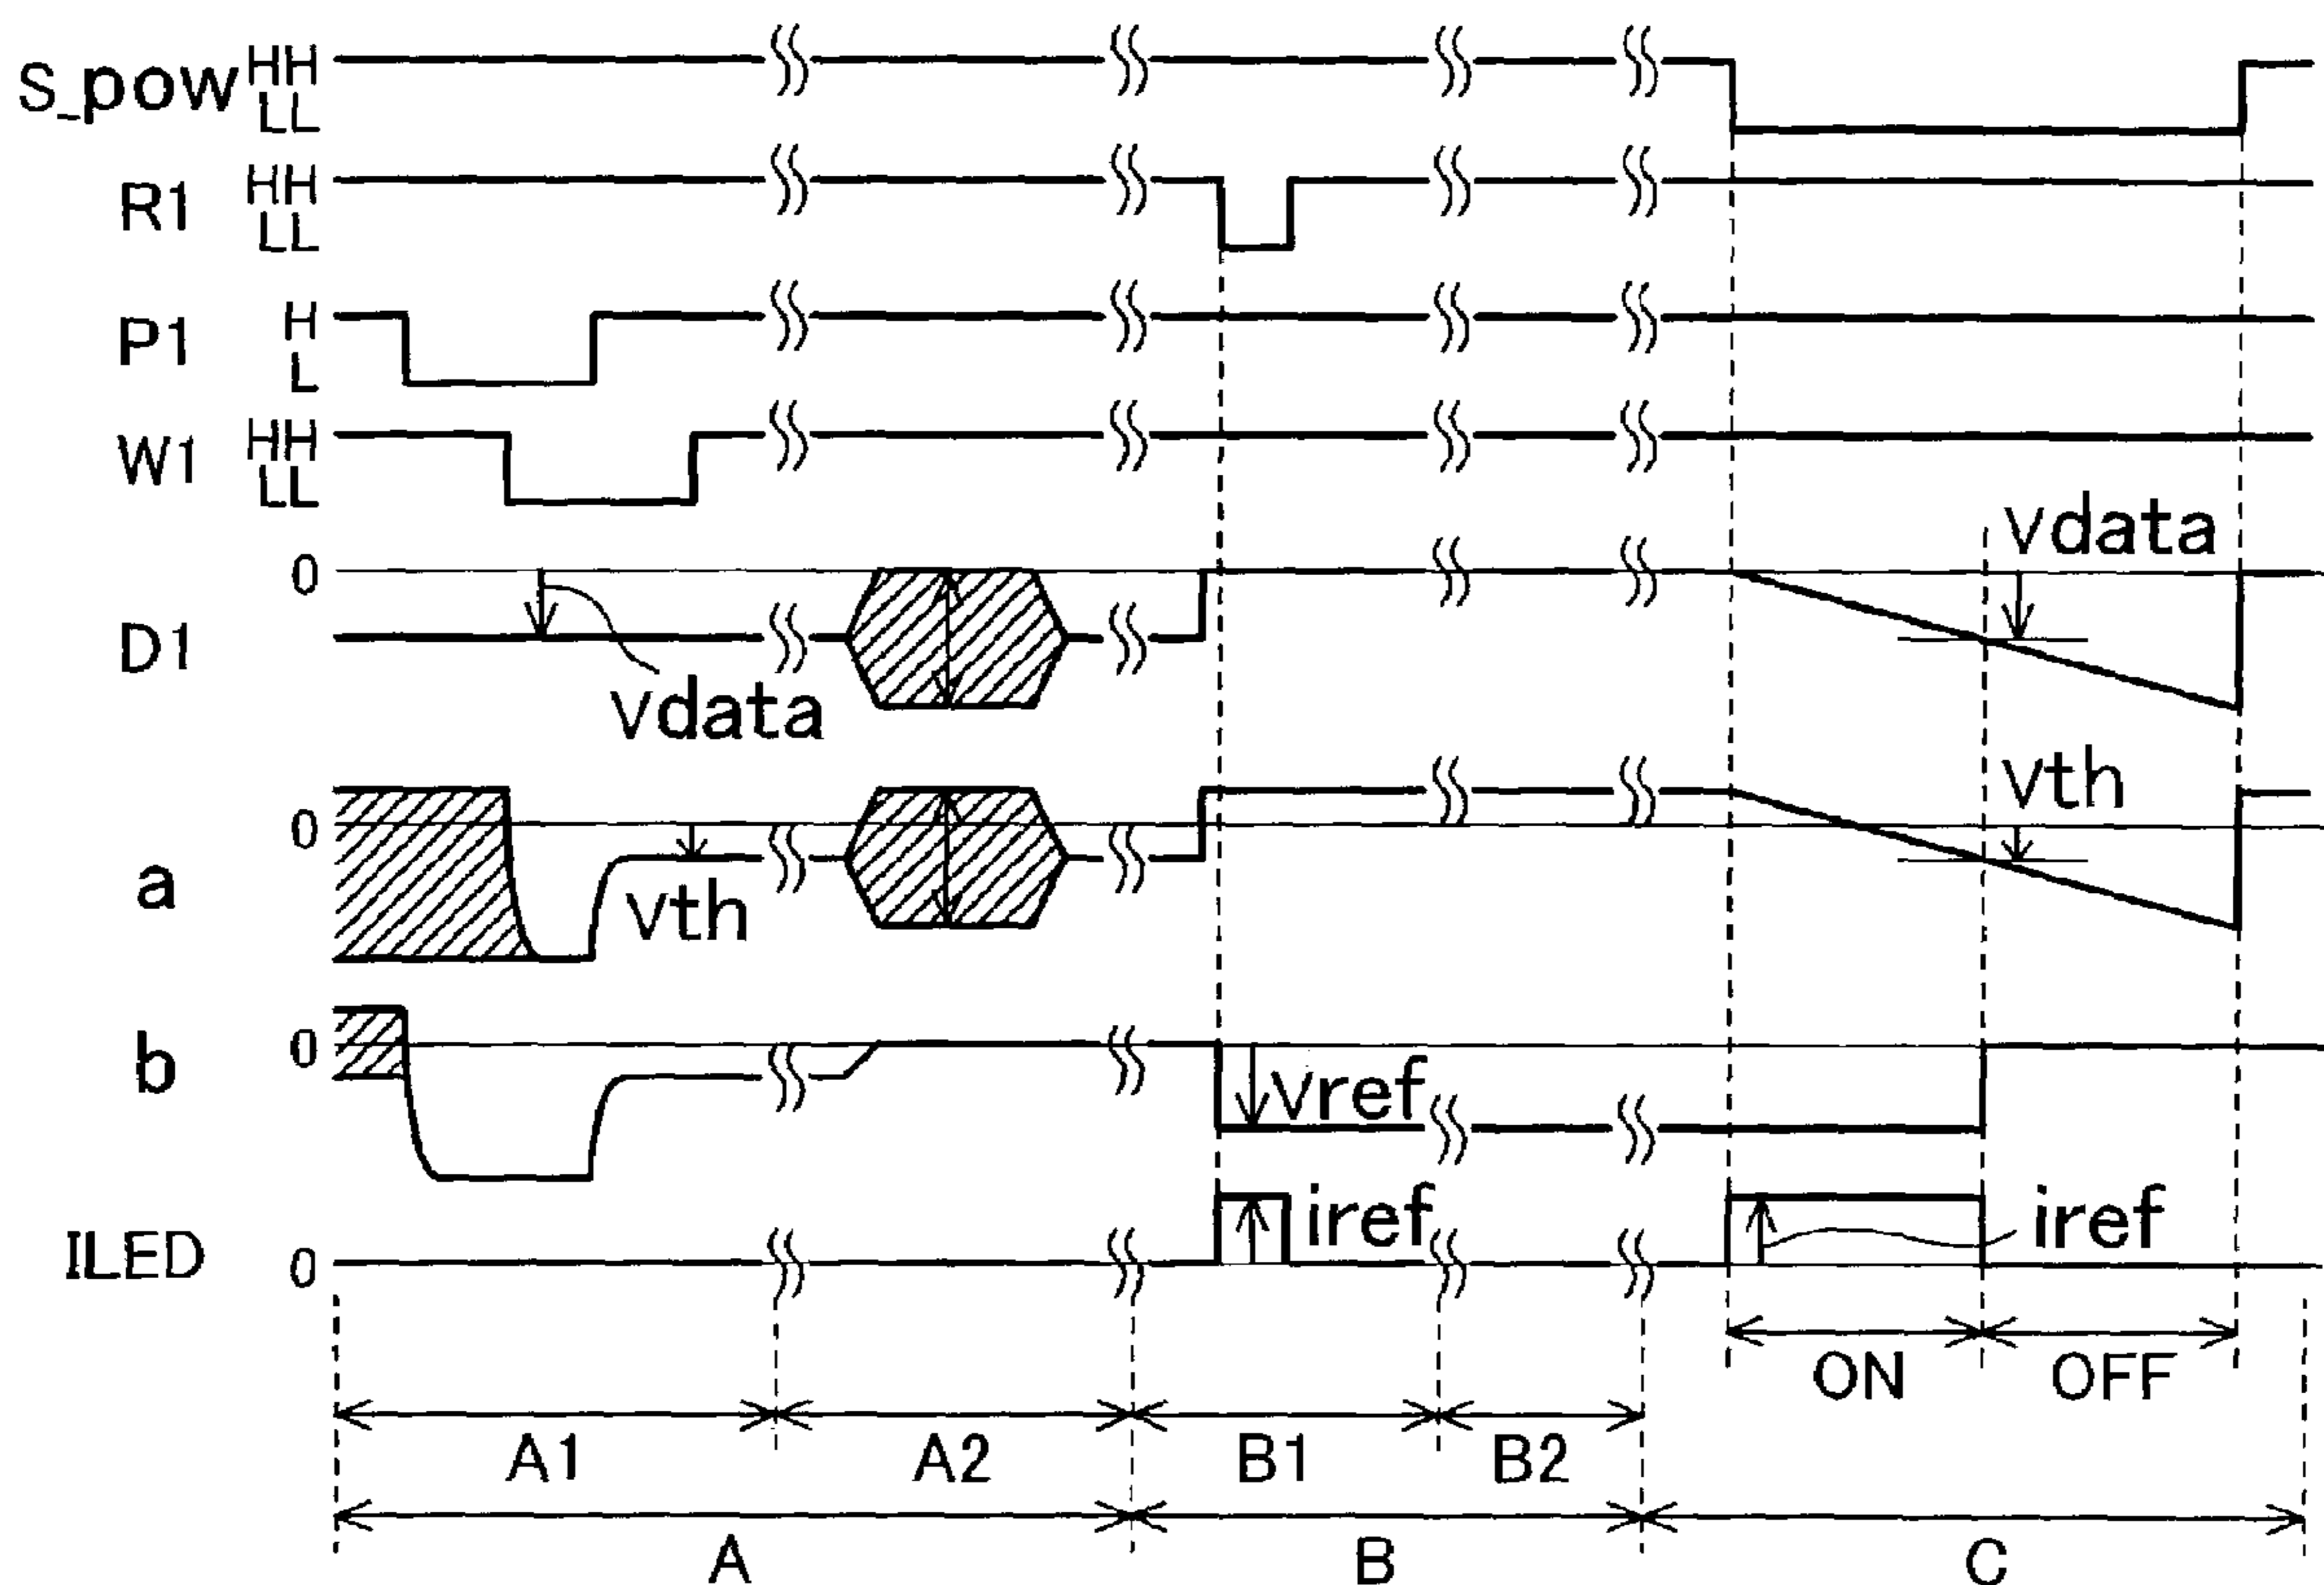 S_pow HH
LL
R1 HH
LL
P1 H
L
W1 HH
LL
0
D1
Vdata
Vdata
0
a
Vth
Vth
0
b
Vref
ILED 0
iref
iref
ON OFF
A1 A2 B1 B2
A B C